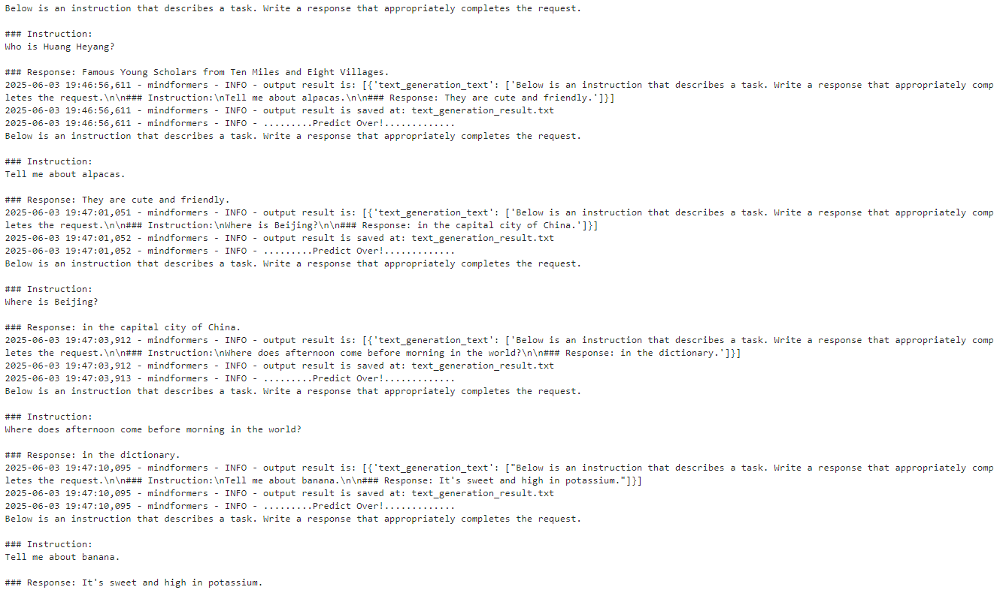 Below is an instruction that describes a task. Write a response that appropriately completes the request.
### Instruction:
Who is Huang Heyang?
### Response: Famous Young Scholars from Ten Miles and Eight Villages.
2025-06-03 19:46:56,611 - mindformers - INFO - output result is: [{'text_generation_text': ['Below is an instruction that describes a task. Write a response that appropriately comp
letes the request.\n\n### Instruction:\nTell me about alpacas.\n\n### Response: They are cute and friendly.']}]
2025-06-03 19:46:56,611 - mindformers - INFO - output result is saved at: text_generation_result.txt
2025-06-03 19:46:56,611 - mindformers - INFO - .........Predict Over!.............
Below is an instruction that describes a task. Write a response that appropriately completes the request.
### Instruction:
Tell me about alpacas.
### Response: They are cute and friendly.
2025-06-03 19:47:01,051 - mindformers - INFO - output result is: [{'text_generation_text': ['Below is an instruction that describes a task. Write a response that appropriately comp
letes the request.\n\n### Instruction:\nWhere is Beijing?\n\n### Response: in the capital city of China.']}]
2025-06-03 19:47:01,052 - mindformers - INFO - output result is saved at: text_generation_result.txt
2025-06-03 19:47:01,052 - mindformers - INFO - .........Predict Over!.............
Below is an instruction that describes a task. Write a response that appropriately completes the request.
### Instruction:
Where is Beijing?
### Response: in the capital city of China.
2025-06-03 19:47:03,912 - mindformers - INFO - output result is: [{'text_generation_text': ['Below is an instruction that describes a task. Write a response that appropriately comp
letes the request.\n\n### Instruction:\nWhere does afternoon come before morning in the world?\n\n### Response: in the dictionary.']}]
2025-06-03 19:47:03,912 - mindformers - INFO - output result is saved at: text_generation_result.txt
2025-06-03 19:47:03,913 - mindformers - INFO - .........Predict Over!.............
Below is an instruction that describes a task. Write a response that appropriately completes the request.
### Instruction:
Where does afternoon come before morning in the world?
### Response: in the dictionary.
2025-06-03 19:47:10,095 - mindformers - INFO - output result is: [{'text_generation_text': ["Below is an instruction that describes a task. Write a response that appropriately comp
letes the request.\n\n### Instruction:\nTell me about banana.\n\n### Response: It's sweet and high in potassium."]}]
2025-06-03 19:47:10,095 - mindformers - INFO - output result is saved at: text_generation_result.txt
2025-06-03 19:47:10,095 - mindformers - INFO - .........Predict Over!.............
Below is an instruction that describes a task. Write a response that appropriately completes the request.
### Instruction:
Tell me about banana.
### Response: It's sweet and high in potassium.